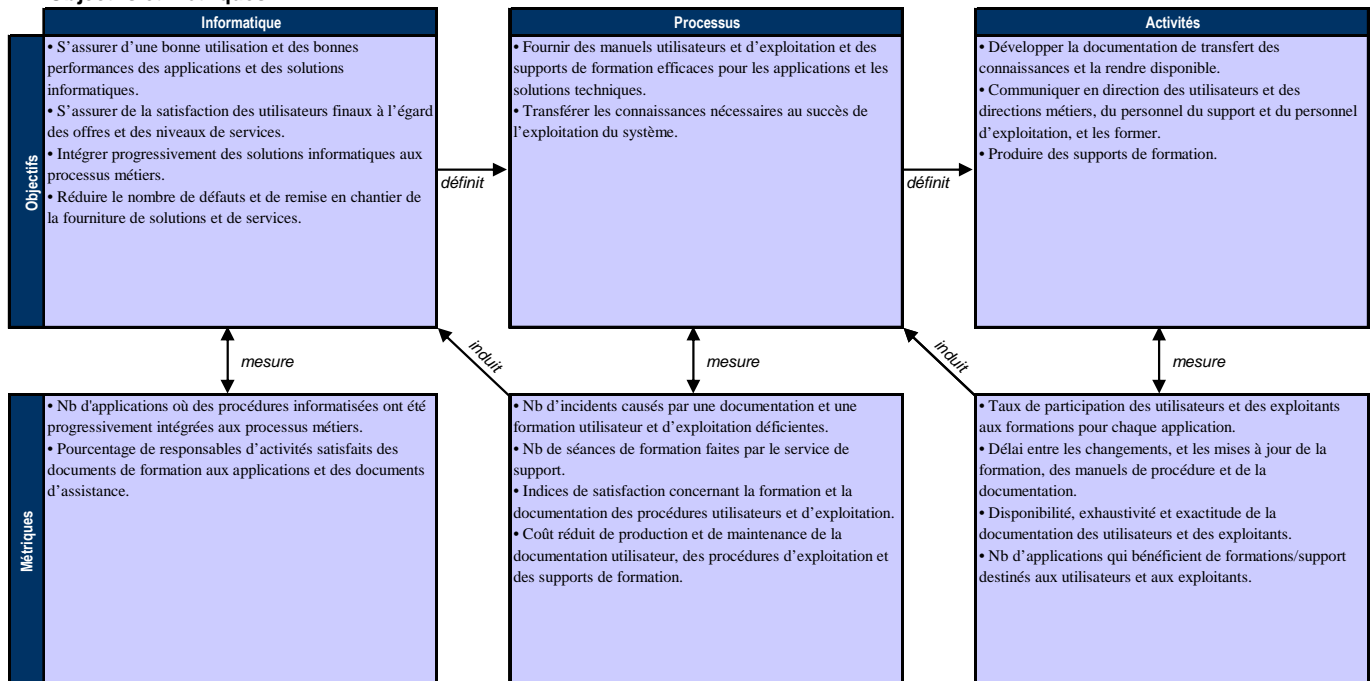 Informatique
Processus
Activités
Objectifs
• S’assurer d’une bonne utilisation et des bonnes
performances des applications et des solutions
informatiques.
• S’assurer de la satisfaction des utilisateurs finaux à l’égard
des offres et des niveaux de services.
• Intégrer progressivement des solutions informatiques aux
processus métiers.
• Réduire le nombre de défauts et de remise en chantier de
la fourniture de solutions et de services.
définit
• Fournir des manuels utilisateurs et d’exploitation et des
supports de formation efficaces pour les applications et les
solutions techniques.
• Transférer les connaissances nécessaires au succès de
l’exploitation du système.
définit
• Développer la documentation de transfert des
connaissances et la rendre disponible.
• Communiquer en direction des utilisateurs et des
directions métiers, du personnel du support et du personnel
d’exploitation, et les former.
• Produire des supports de formation.
mesure
induit
mesure
induit
mesure
Métriques
• Nb d'applications où des procédures informatisées ont été
progressivement intégrées aux processus métiers.
• Pourcentage de responsables d’activités satisfaits des
documents de formation aux applications et des documents
d’assistance.
• Nb d’incidents causés par une documentation et une
formation utilisateur et d’exploitation déficientes.
• Nb de séances de formation faites par le service de
support.
• Indices de satisfaction concernant la formation et la
documentation des procédures utilisateurs et d’exploitation.
• Coût réduit de production et de maintenance de la
documentation utilisateur, des procédures d’exploitation et
des supports de formation.
• Taux de participation des utilisateurs et des exploitants
aux formations pour chaque application.
• Délai entre les changements, et les mises à jour de la
formation, des manuels de procédure et de la
documentation.
• Disponibilité, exhaustivité et exactitude de la
documentation des utilisateurs et des exploitants.
• Nb d’applications qui bénéficient de formations/support
destinés aux utilisateurs et aux exploitants.